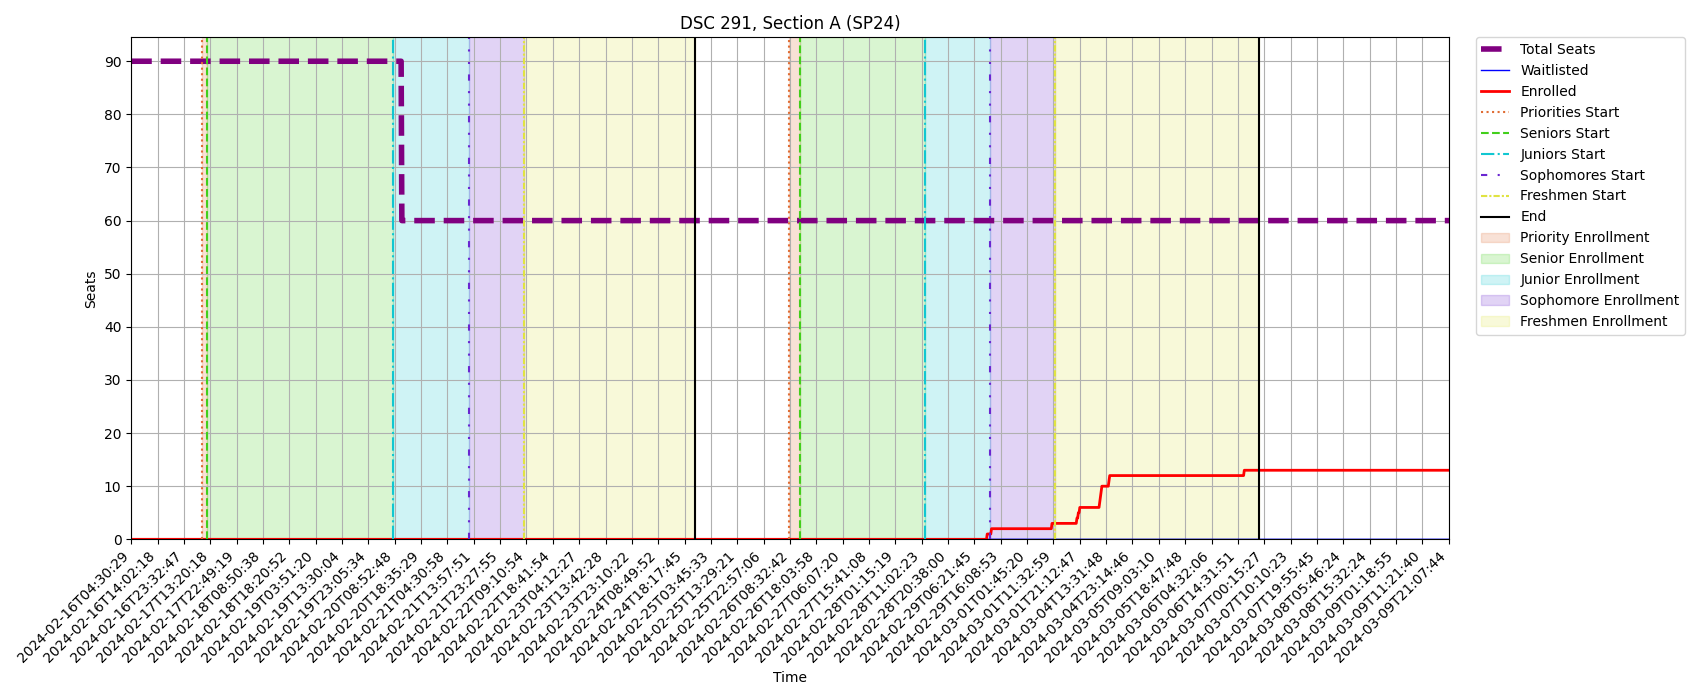 DSC 291, Section A (SP24)
Seats
90
80
70
60
50
40
30
20
10
0
2024-02-16T04:30:29
2024-02-16T14:02:18
2024-02-16T23:32:47
2024-02-17T13:20:18
2024-02-17T22:49:19
2024-02-18T08:50:38
2024-02-18T18:20:52
2024-02-19T03:51:20
2024-02-19T13:30:04
2024-02-19T23:05:34
2024-02-20T08:52:48
2024-02-20T18:35:29
2024-02-21T04:30:58
2024-02-21T13:57:51
2024-02-21T23:27:55
2024-02-22T09:10:54
2024-02-22T18:41:54
2024-02-23T04:12:27
2024-02-23T13:42:28
2024-02-23T23:10:22
2024-02-24T08:49:52
2024-02-24T18:17:45
2024-02-25T03:45:33
2024-02-25T13:29:21
2024-02-25T22:57:06
2024-02-26T08:32:42
2024-02-26T18:03:58
2024-02-27T06:07:20
2024-02-27T15:41:08
2024-02-28T01:15:19
2024-02-28T11:02:23
2024-02-28T20:38:00
2024-02-29T06:21:45
2024-02-29T16:08:53
2024-03-01T01:45:20
2024-03-01T11:32:59
2024-03-01T21:12:47
2024-03-04T13:31:48
2024-03-04T23:14:46
2024-03-05T09:03:10
2024-03-05T18:47:48
2024-03-06T04:32:06
2024-03-06T14:31:51
2024-03-07T00:15:27
2024-03-07T10:10:23
2024-03-07T19:55:45
2024-03-08T05:46:24
2024-03-08T15:32:24
2024-03-09T01:18:55
2024-03-09T11:21:40
2024-03-09T21:07:44
Time
Total Seats
Waitlisted
Enrolled
Priorities Start
Seniors Start
Juniors Start
Sophomores Start
Freshmen Start
End
Priority Enrollment
Senior Enrollment
Junior Enrollment
Sophomore Enrollment
Freshmen Enrollment